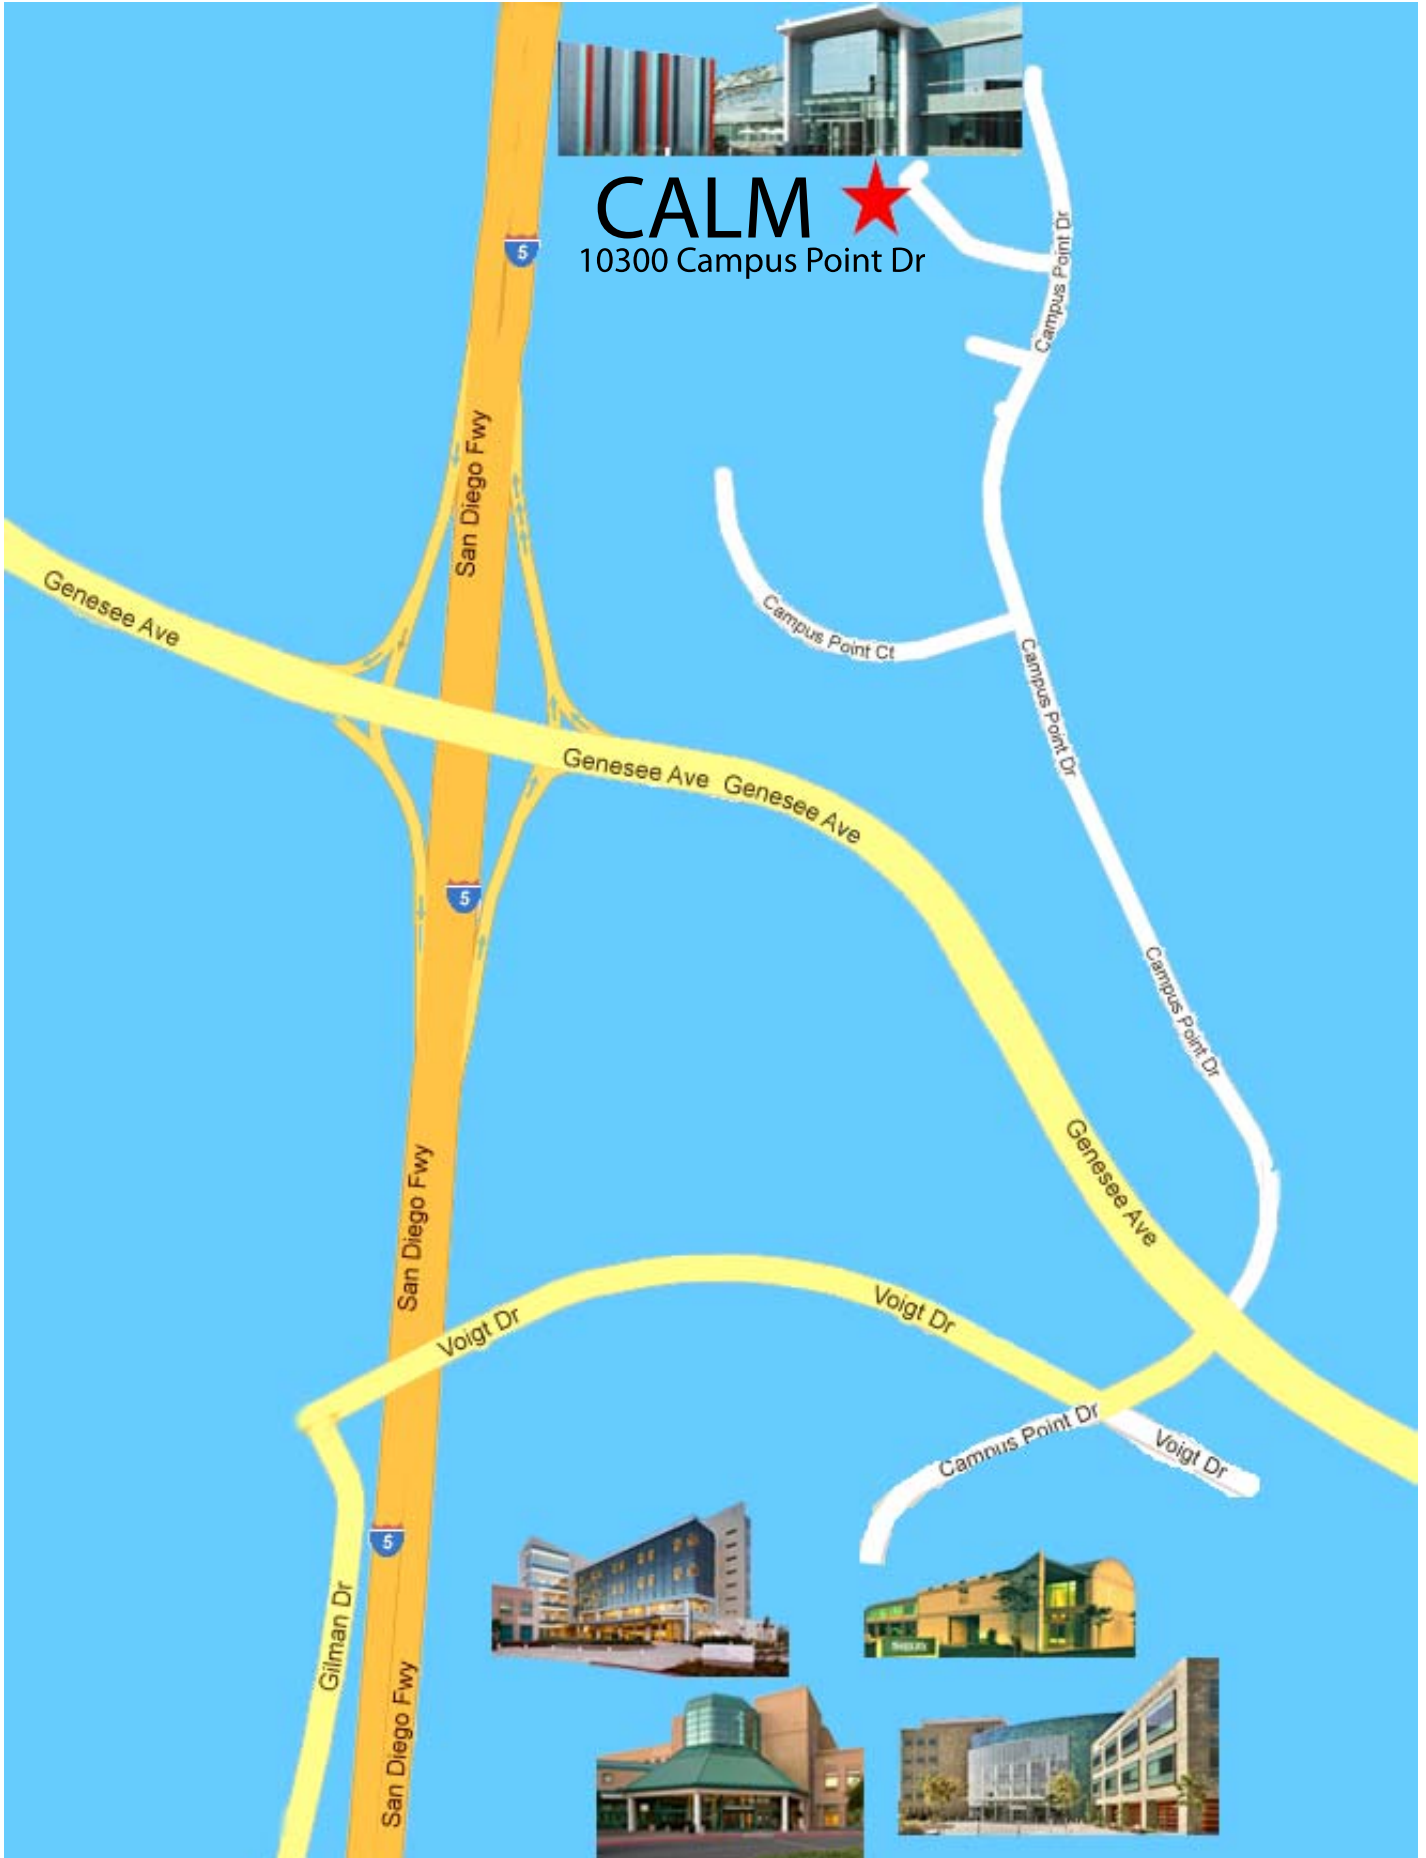 CALM
10300 Campus Point Dr
5
Campus Point Dr
San Diego Fwy
Genesee Ave
Campus Point Ct
Campus Point Dr
Genesee Ave
Genesee Ave
5
Campus Point Dr
Genesee Ave
San Diego Fwy
Voigt Dr
Voigt Dr
Campus Point Dr
Voigt Dr
5
Gilman Dr
San Diego Fwy